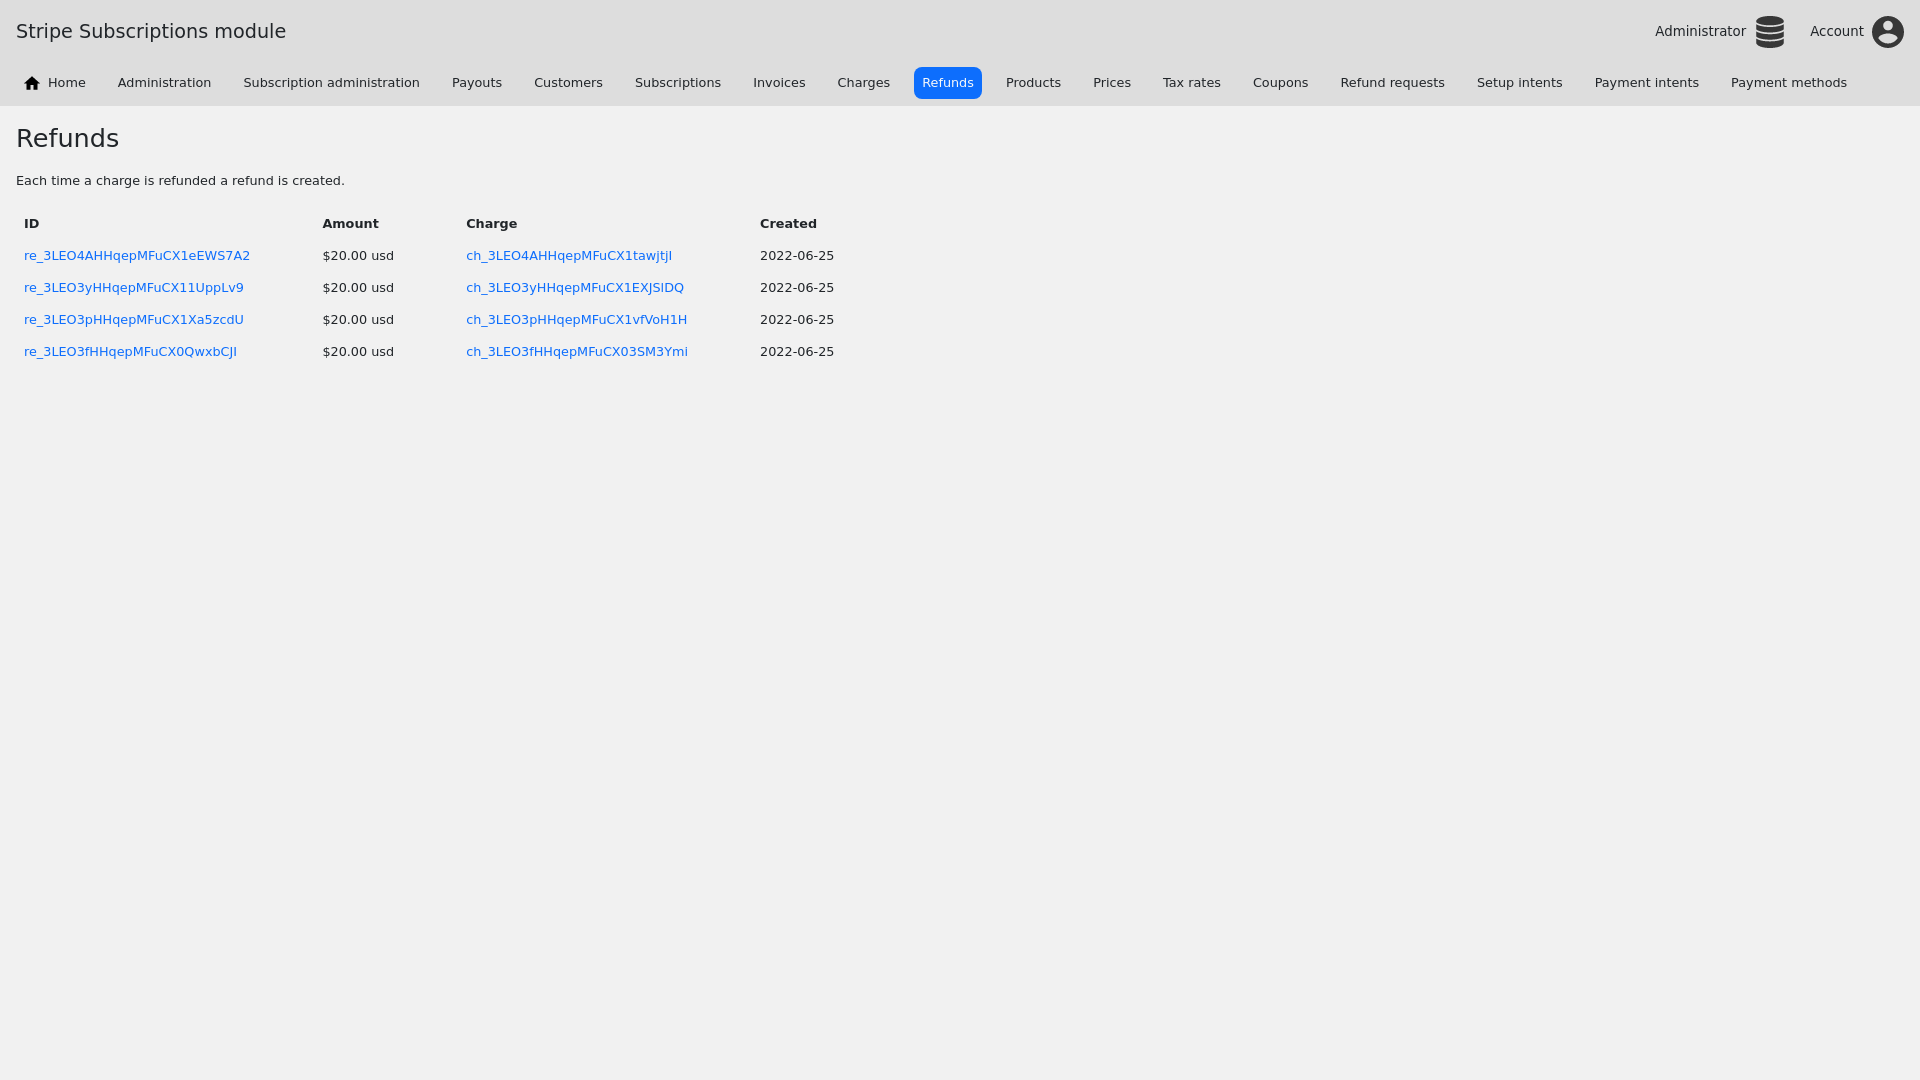 Stripe Subscriptions module
Administrator Account
Home Administration Subscription administration Payouts Customers Subscriptions Invoices Charges Refunds Products Prices Tax rates Coupons Refund requests Setup intents Payment intents Payment methods
Refunds
Each time a charge is refunded a refund is created.
ID Amount Charge Created
re_3LEO4AHHqepMFuCX1eEWS7A2 $20.00 usd ch_3LEO4AHHqepMFuCX1tawjtjI 2022-06-25
re_3LEO3yHHqepMFuCX11UppLv9 $20.00 usd ch_3LEO3yHHqepMFuCX1EXJSlDQ 2022-06-25
re_3LEO3pHHqepMFuCX1Xa5zcdU $20.00 usd ch_3LEO3pHHqepMFuCX1vfVoH1H 2022-06-25
re_3LEO3fHHqepMFuCX0QwxbCJI $20.00 usd ch_3LEO3fHHqepMFuCX03SM3Ymi 2022-06-25